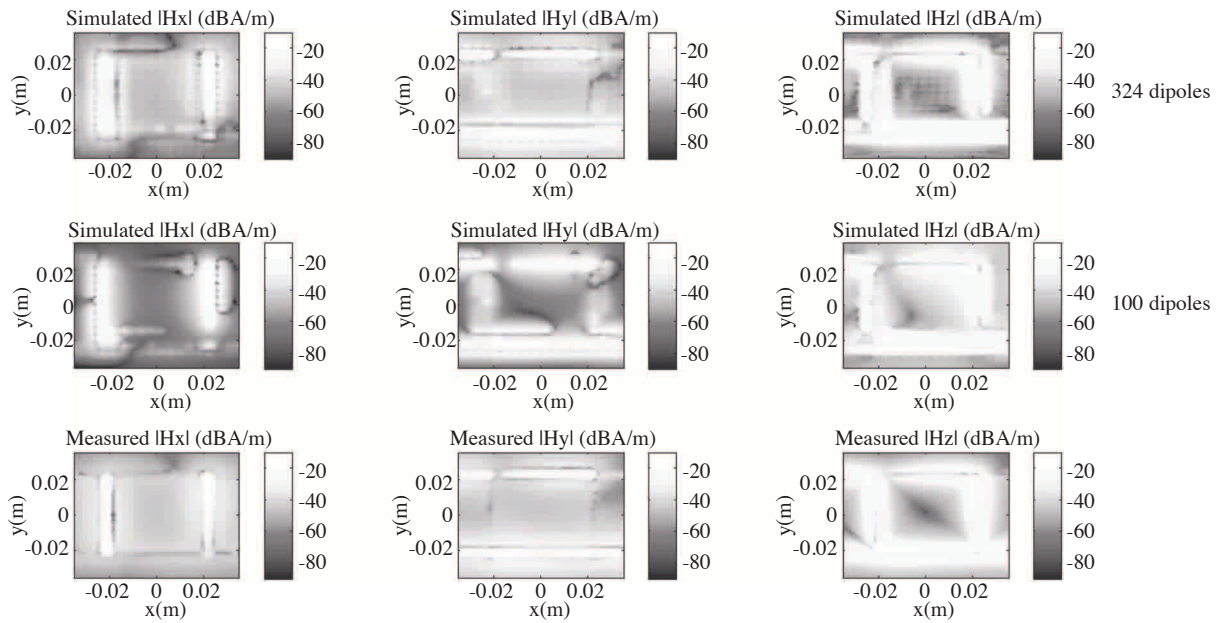 Simulated |Hx| (dBA/m)
Simulated |Hy| (dBA/m)
Simulated |Hz| (dBA/m)
y(m)
0.02
0
-0.02
-0.02 0 0.02
x(m)
-20
-40
-60
-80
y(m)
0.02
0
-0.02
-0.02 0 0.02
x(m)
-20
-40
-60
-80
y(m)
0.02
0
-0.02
-0.02 0 0.02
x(m)
-20
-40
-60
-80
324 dipoles
Simulated |Hx| (dBA/m)
Simulated |Hy| (dBA/m)
Simulated |Hz| (dBA/m)
y(m)
0.02
0
-0.02
-0.02 0 0.02
x(m)
-20
-40
-60
-80
y(m)
0.02
0
-0.02
-0.02 0 0.02
x(m)
-20
-40
-60
-80
y(m)
0.02
0
-0.02
-0.02 0 0.02
x(m)
-20
-40
-60
-80
100 dipoles
Measured |Hx| (dBA/m)
Measured |Hy| (dBA/m)
Measured |Hz| (dBA/m)
y(m)
0.02
0
-0.02
-0.02 0 0.02
x(m)
-20
-40
-60
-80
y(m)
0.02
0
-0.02
-0.02 0 0.02
x(m)
-20
-40
-60
-80
y(m)
0.02
0
-0.02
-0.02 0 0.02
x(m)
-20
-40
-60
-80